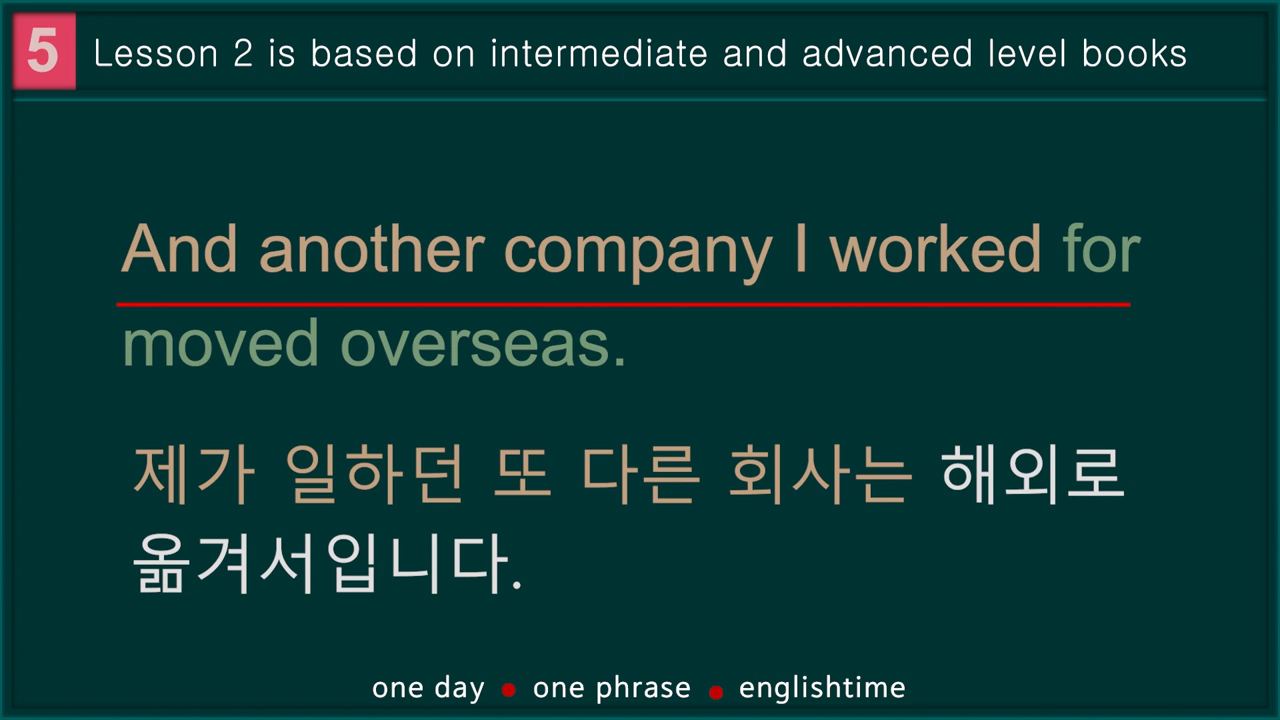 5 Lesson 2 is based on intermediate and advanced level books
And another company I worked for
moved overseas.
제가 일하던 또 다른 회사는 해외로
옮겨서입니다.
one day • one phrase • englishtime